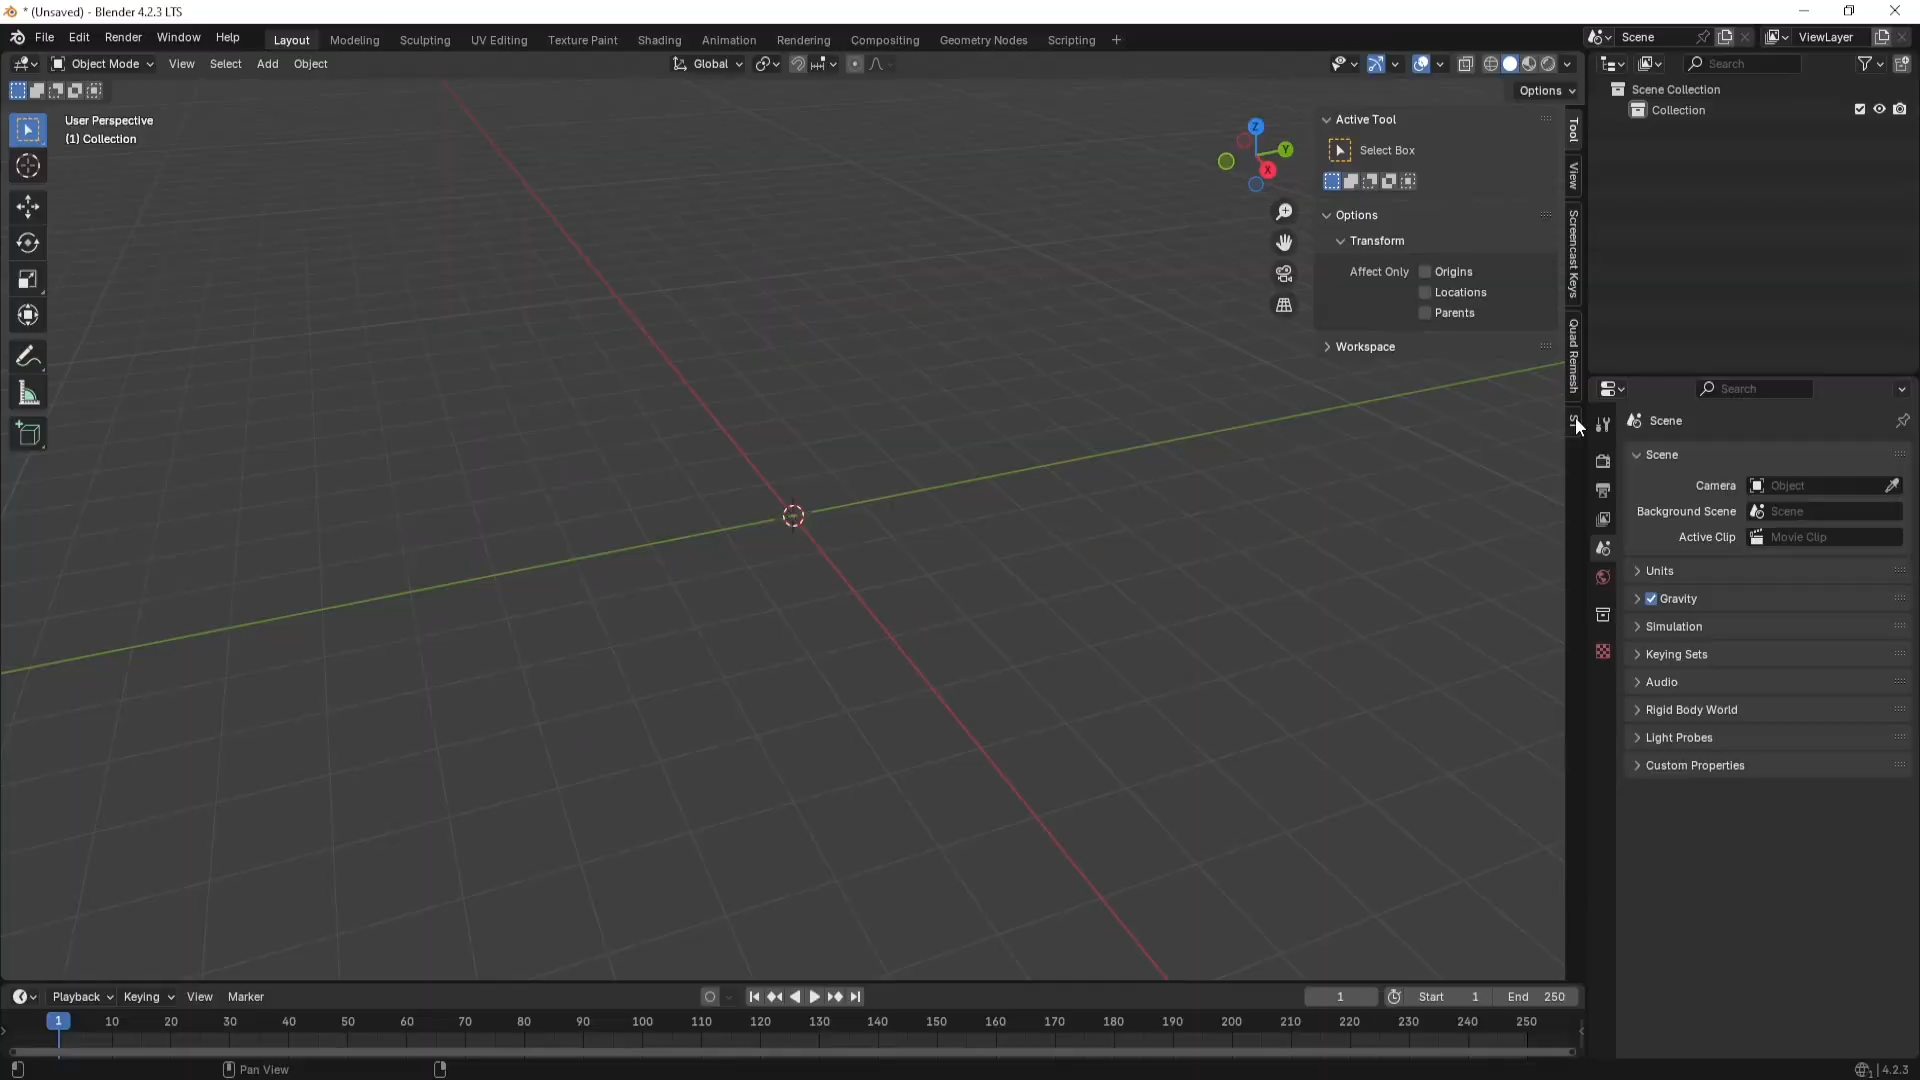 * (Unsaved) - Blender 4.2.3 LTS
File Edit Render Window Help Layout Modeling Sculpting UV Editing Texture Paint Shading Animation Rendering Compositing Geometry Nodes Scripting + Scene ViewLayer
Object Mode View Select Add Object Global Search
Options
User Perspective
(1) Collection
Z
Y
X
Active Tool
Select Box
Options
Transform
Affect Only Origins
Locations
Parents
Workspace
Tool
View
Screencast Keys
Quad Remesh
Scene Collection
Collection
Search
Scene
Scene
Camera Object
Background Scene Scene
Active Clip Movie Clip
Units
Gravity
Simulation
Keying Sets
Audio
Rigid Body World
Light Probes
Custom Properties
Playback Keying View Marker 1 Start 1 End 250
1 10 20 30 40 50 60 70 80 90 100 110 120 130 140 150 160 170 180 190 200 210 220 230 240 250
Pan View 4.2.3